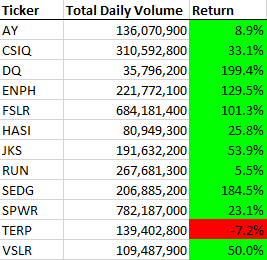 Ticker Total Daily Volume Return
AY 136,070,900 8.9%
CSIQ 310,592,800 33.1%
DQ 35,796,200 199.4%
ENPH 221,772,100 129.5%
FSLR 684,181,400 101.3%
HASI 80,949,300 25.8%
JKS 191,632,200 53.9%
RUN 267,681,300 5.5%
SEDG 206,885,200 184.5%
SPWR 782,187,000 23.1%
TERP 139,402,800 -7.2%
VSLR 109,487,900 50.0%